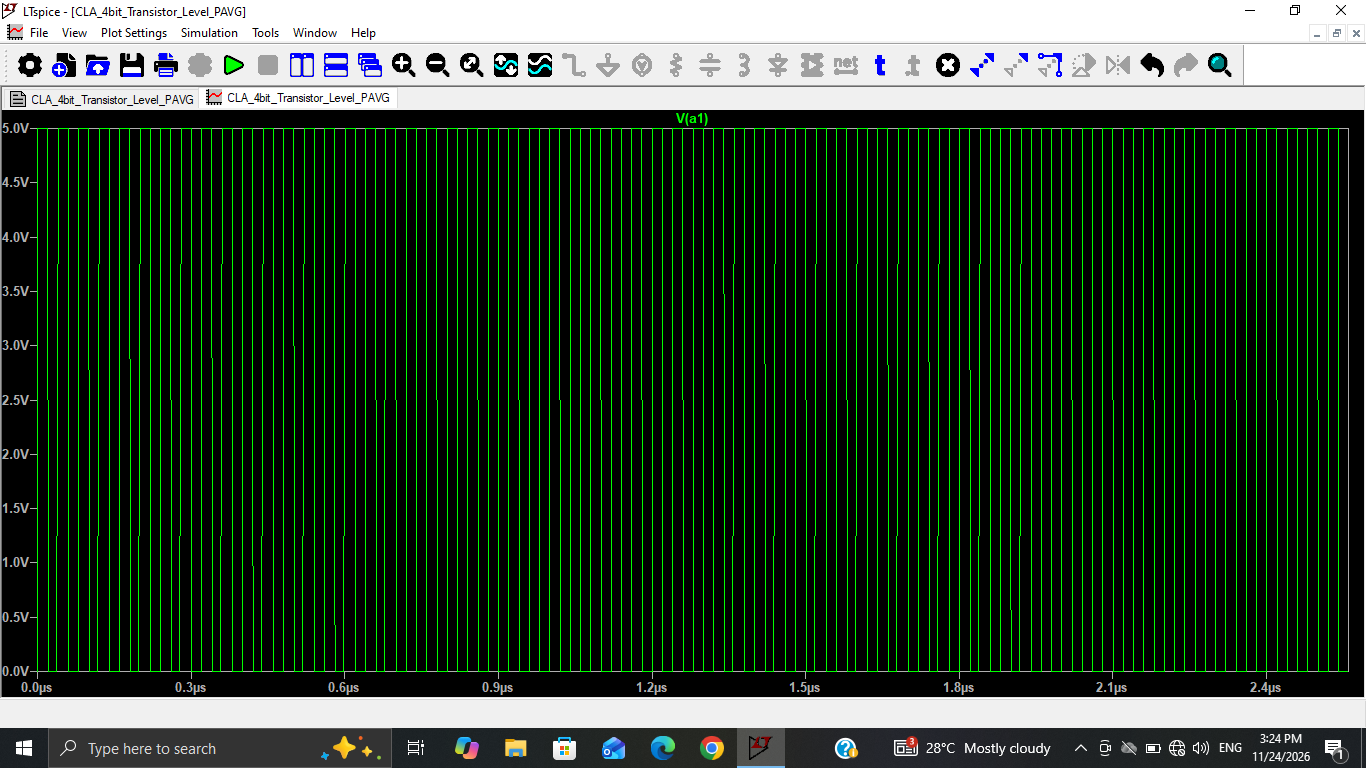 LTspice - [CLA_4bit_Transistor_Level_PAVG]
File View Plot Settings Simulation Tools Window Help
CLA_4bit_Transistor_Level_PAVG CLA_4bit_Transistor_Level_PAVG
V(a1)
5.0V
4.5V
4.0V
3.5V
3.0V
2.5V
2.0V
1.5V
1.0V
0.5V
0.0V
0.0µs 0.3µs 0.6µs 0.9µs 1.2µs 1.5µs 1.8µs 2.1µs 2.4µs
Type here to search
3
28°C Mostly cloudy
ENG
3:24 PM
11/24/2026
1